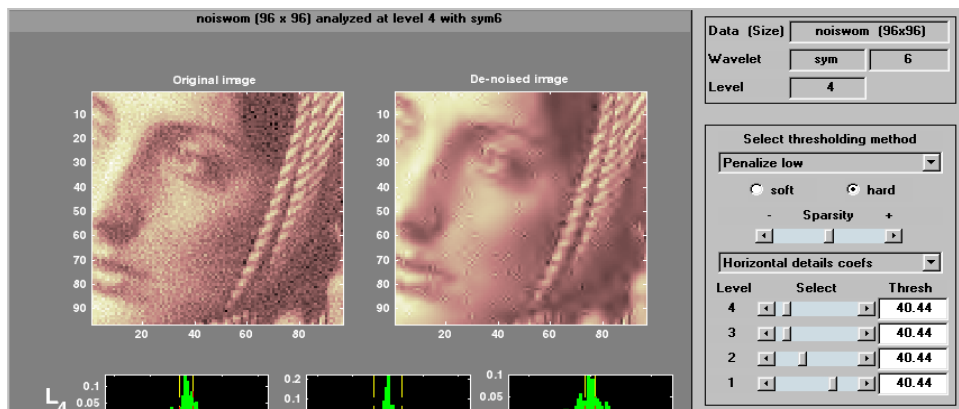 noiswom (96 x 96) analyzed at level 4 with sym6
Original image
De-noised image
10
20
30
40
50
60
70
80
90
20
40
60
80
10
20
30
40
50
60
70
80
90
20
40
60
80
L4
0.1
0.05
0.2
0.1
0.1
0.05
Data (Size)
noiswom (96x96)
Wavelet
sym
6
Level
4
Select thresholding method
Penalize low
soft
hard
- Sparsity +
Horizontal details coefs
Level Select Thresh
4 40.44
3 40.44
2 40.44
1 40.44